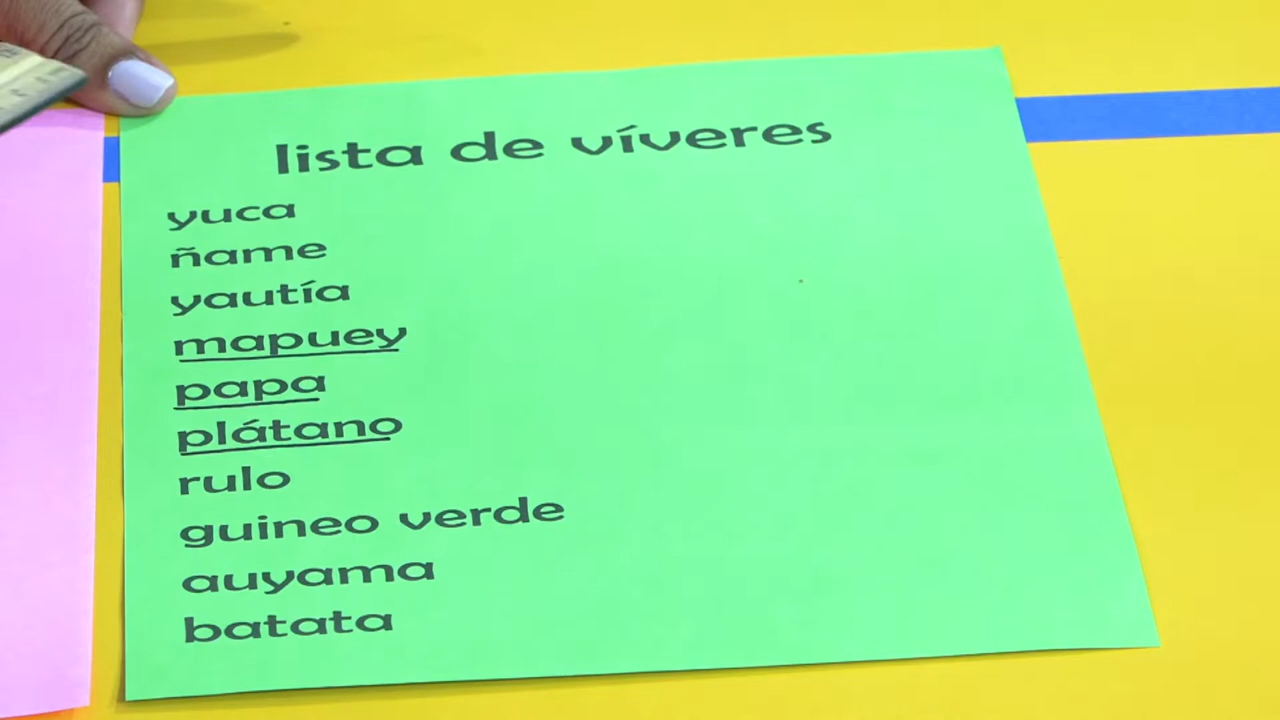 lista de víveres
yuca
ñame
yautía
mapuey
papa
plátano
rulo
guineo verde
auyama
batata